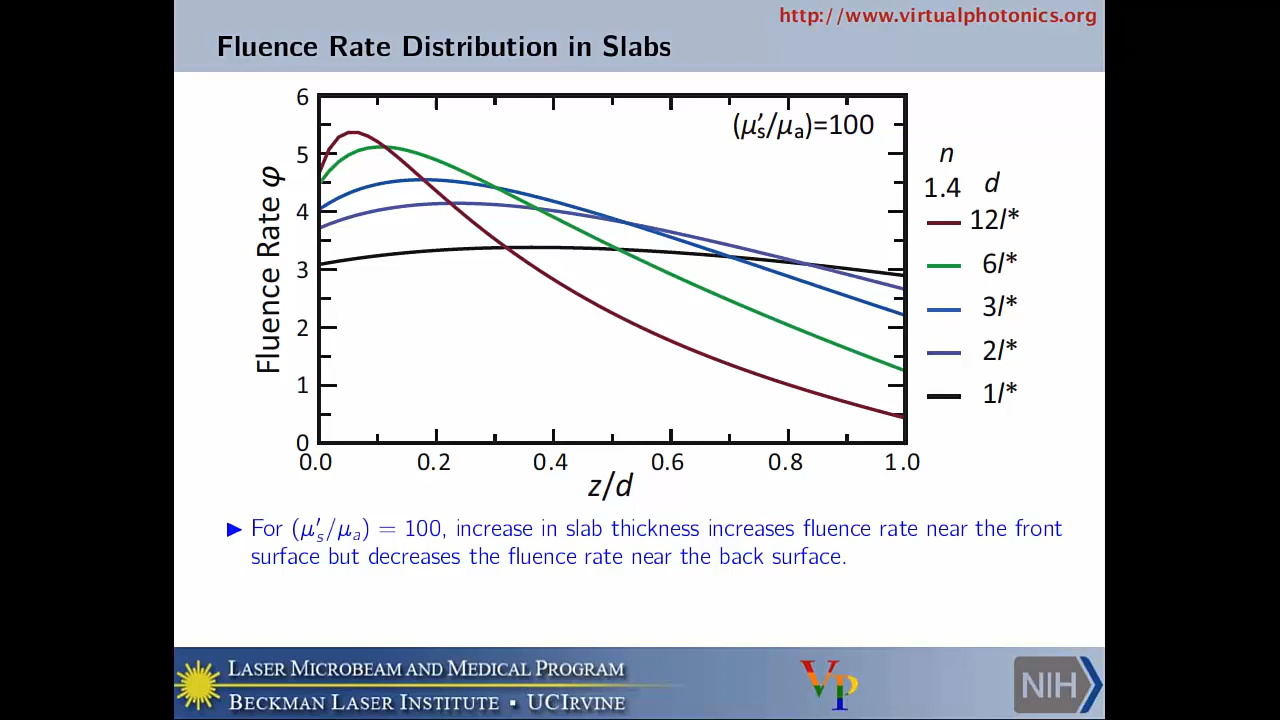 http://www.virtualphotonics.org
Fluence Rate Distribution in Slabs
6
5
4
3
2
1
0
Fluence Rate φ
(μ′s/μa)=100
0.0 0.2 0.4 0.6 0.8 1.0
z/d
n
1.4 d
12l*
6l*
3l*
2l*
1l*
For (μ′s/μa) = 100, increase in slab thickness increases fluence rate near the front
surface but decreases the fluence rate near the back surface.
LASER MICROBEAM AND MEDICAL PROGRAM
BECKMAN LASER INSTITUTE ▪ UCIRVINE
VP
NIH